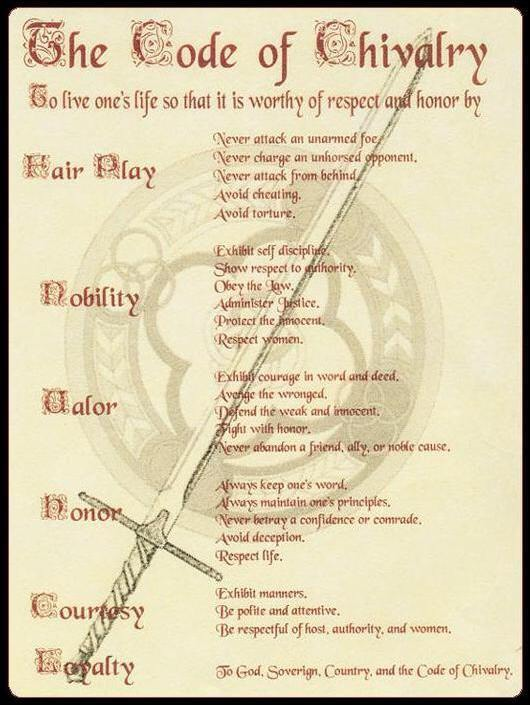 The Code of Chivalry
To live one's life so that it is worthy of respect and honor by
Fair Play
Never attack an unarmed foe.
Never charge an unhorsed opponent.
Never attack from behind.
Avoid cheating.
Avoid torture.
Nobility
Exhibit self discipline.
Show respect to authority.
Obey the Law.
Administer Justice.
Protect the Innocent.
Respect women.
Valor
Exhibit courage in word and deed.
Avenge the wronged.
Defend the weak and innocent.
Fight with honor.
Never abandon a friend, ally, or noble cause.
Honor
Always keep one's word.
Always maintain one's principles.
Never betray a confidence or comrade.
Avoid deception.
Respect life.
Courtesy
Exhibit manners.
Be polite and attentive.
Be respectful of host, authority, and women.
Loyalty
To God, Soverign, Country, and the Code of Chivalry.